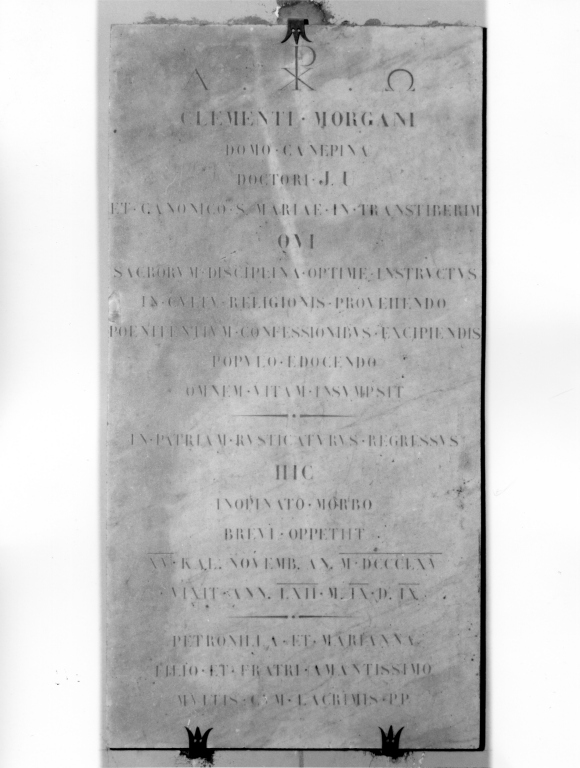 Α · ☧ · Ω
CLEMENTI · MORGANI
DOMO · CANEPINA
DOCTORI · J. U
ET · CANONICO · S. MARIAE · IN · TRANSTIBERIM
QVI
SACRORVM · DISCIPLINA · OPTIME · INSTRVCTVS
IN · CVLTV · RELIGIONIS · PROVEHENDO
POENITENTIVM · CONFESSIONIBVS · EXCIPIENDIS
POPVLO · EDOCENDO
OMNEM · VITAM · INSVMPSIT
IN · PATRIAM · RVSTICATVRVS · REGRESSVS
HIC
INOPINATO · MORBO
BREVI · OPPETIIT
XV · KAL. NOVEMB. AN. M · DCCCLXV
VIXIT · ANN. LXII · M. IX · D. IX
PETRONILLA · ET · MARIANNA
FILIO · ET · FRATRI · AMANTISSIMO
MVLTIS · CVM · LACRIMIS · P.P.